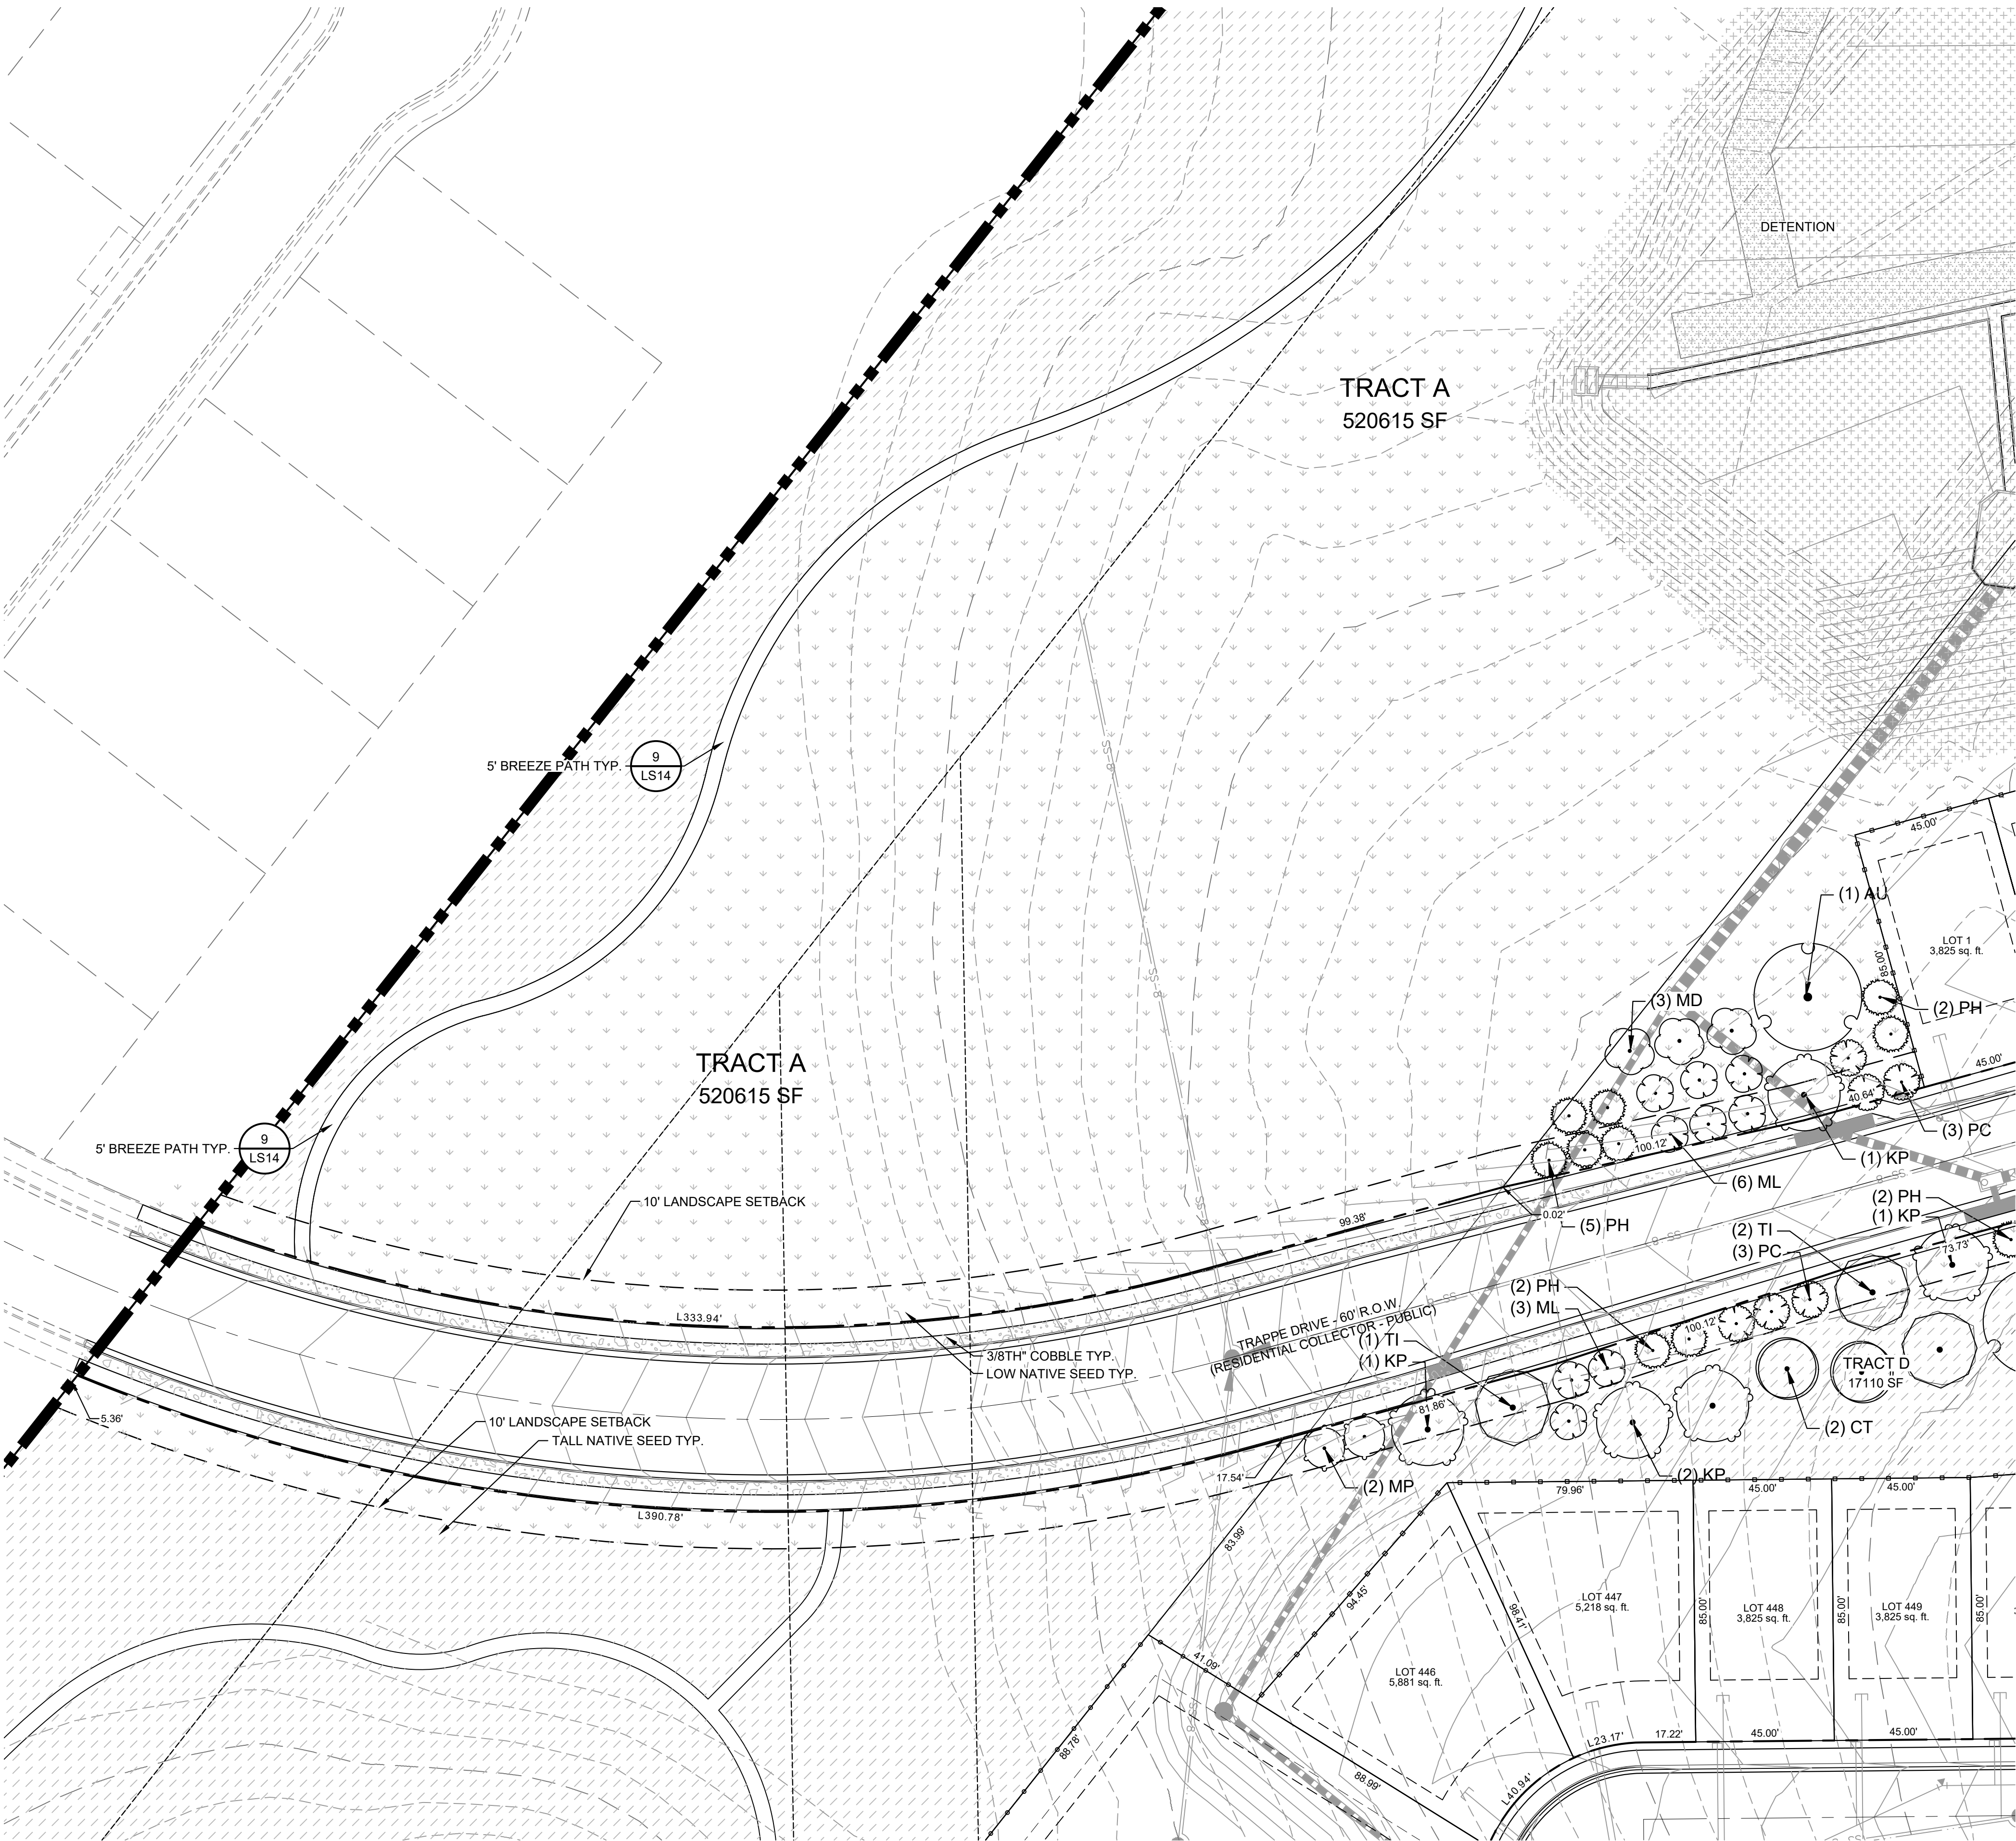 DETENTION
TRACT A
520615 SF
5' BREEZE PATH TYP.
9
LS14
SS-8
45.00'
(1) AU
LOT 1
3,825 sq. ft.
85.00'
(3) MD
(2) PH
SS-8
TRACT A
520615 SF
45.00'
40.64'
5' BREEZE PATH TYP.
9
LS14
(3) PC
100.12'
(1) KP
(6) ML
10' LANDSCAPE SETBACK
(2) PH
(1) KP
99.38'
0.02'
(5) PH
(2) TI
(3) PC
73.73'
(2) PH
(3) ML
L333.94'
TRAPPE DRIVE - 60' R.O.W.
(RESIDENTIAL COLLECTOR - PUBLIC)
100.12'
(1) TI
(1) KP
3/8TH" COBBLE TYP.
LOW NATIVE SEED TYP.
TRACT D
17110 SF
81.86'
5.36'
10' LANDSCAPE SETBACK
TALL NATIVE SEED TYP.
(2) CT
17.54'
(2) MP
(2) KP
79.96'
45.00'
45.00'
L390.78'
83.99'
94.45'
98.41'
LOT 447
5,218 sq. ft.
85.00'
LOT 448
3,825 sq. ft.
85.00'
LOT 449
3,825 sq. ft.
85.00'
41.09'
LOT 446
5,881 sq. ft.
88.78'
L23.17'
17.22'
45.00'
45.00'
88.99'
L40.94'